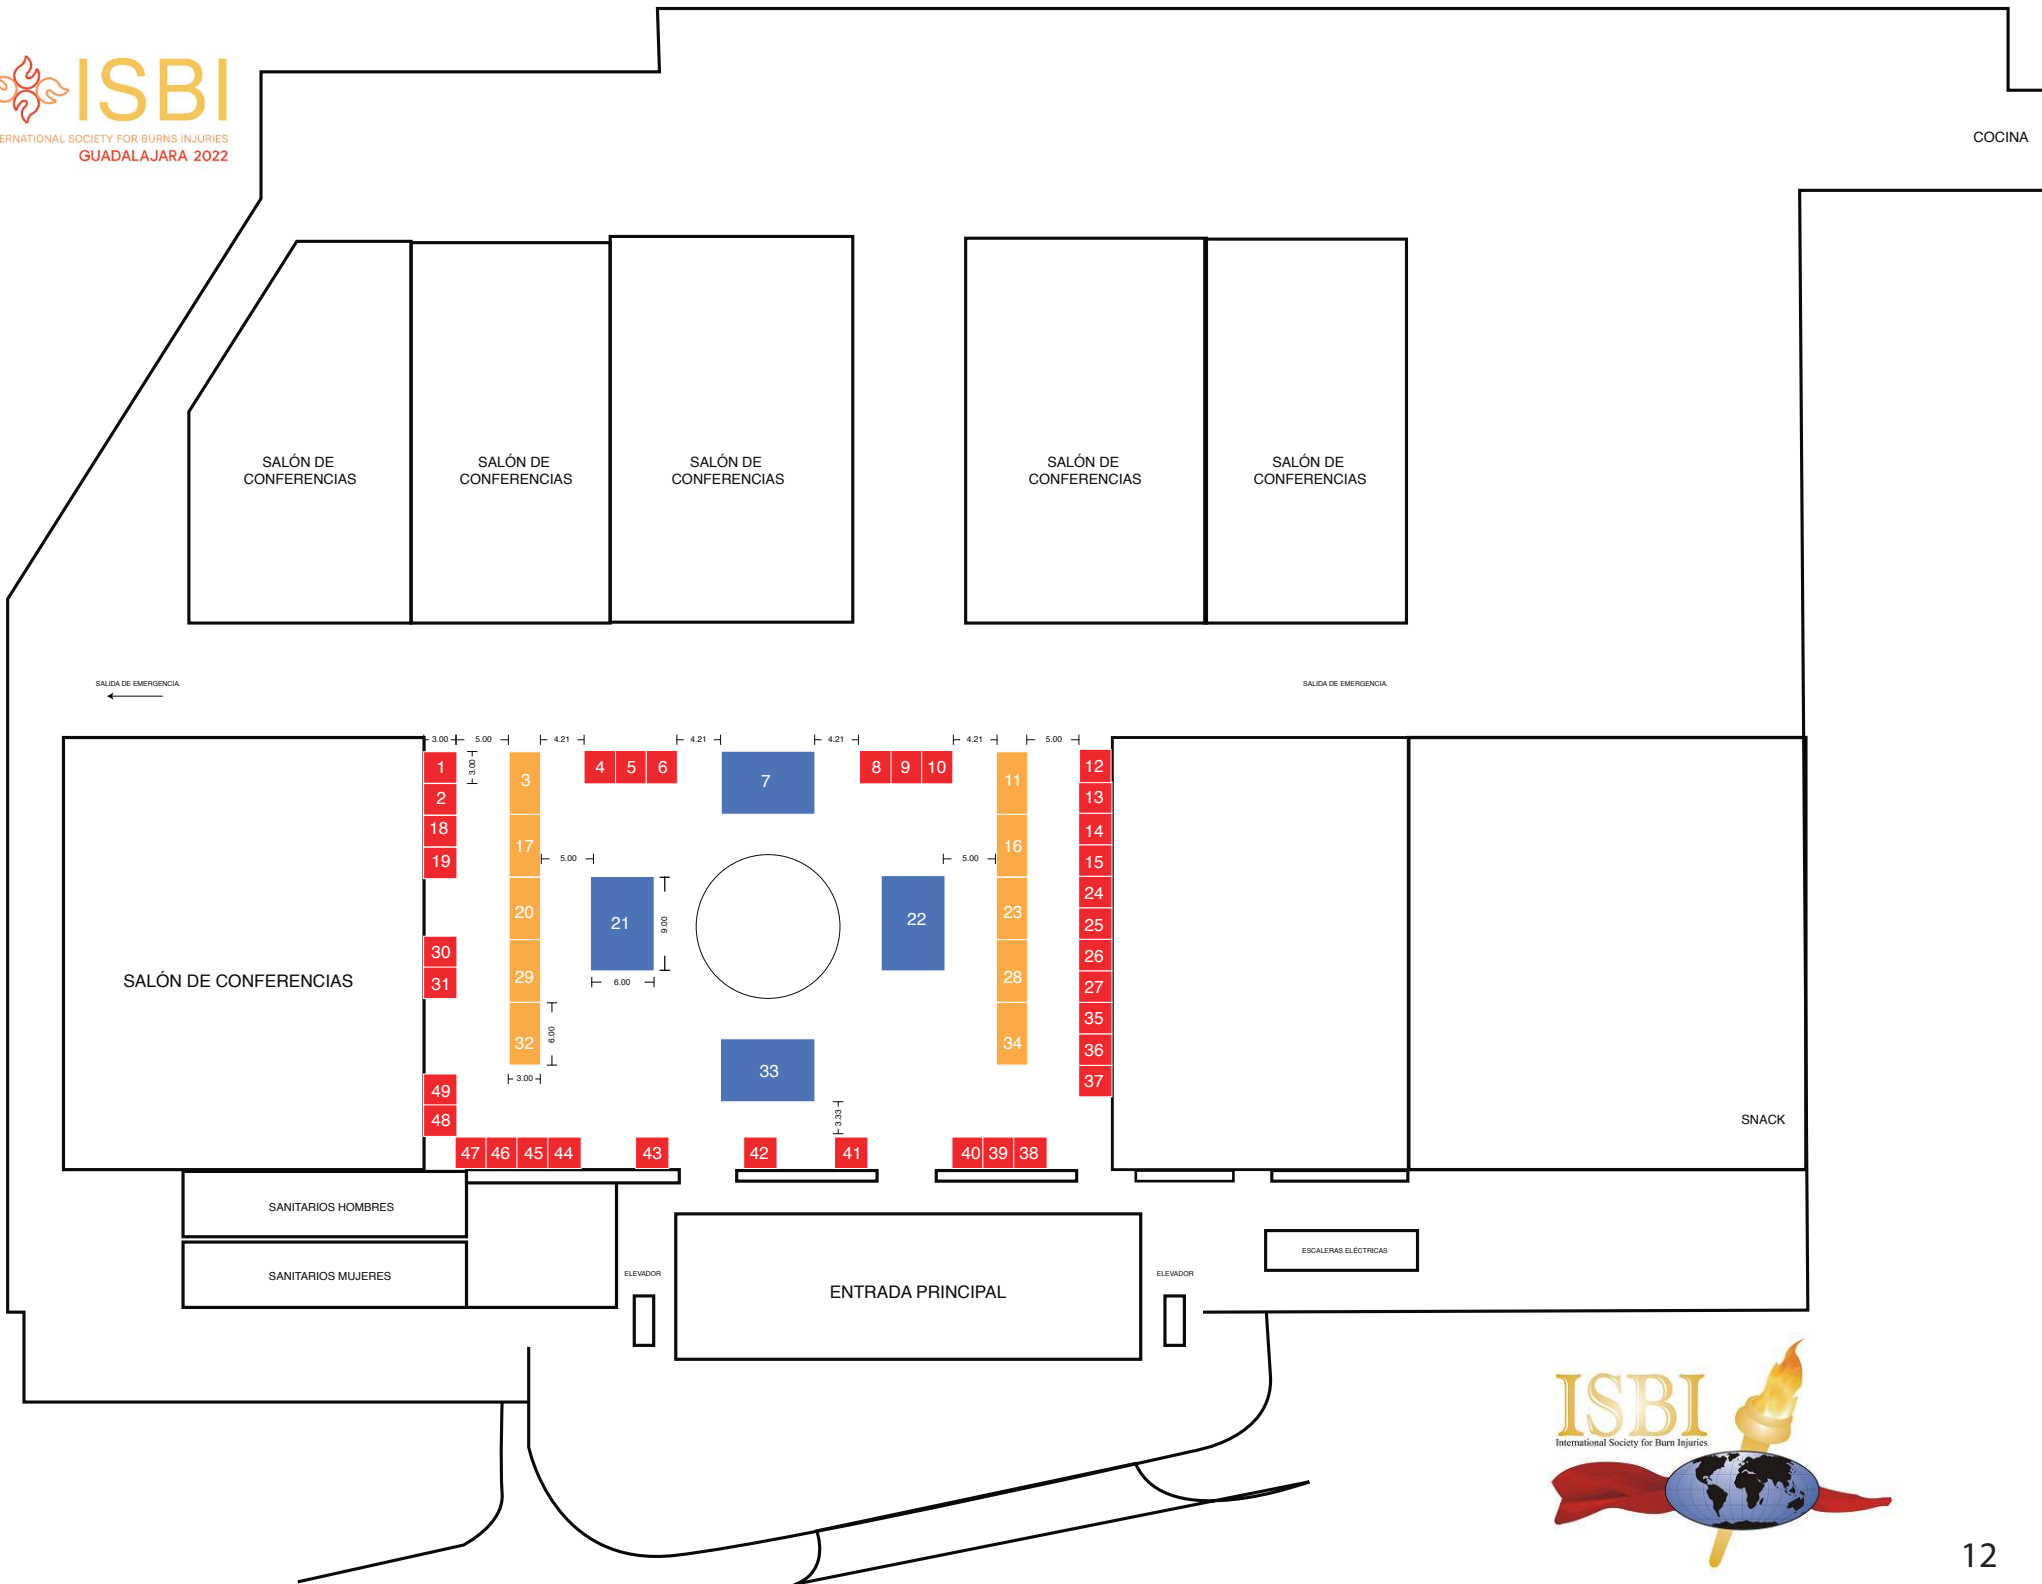 ISBI
ERNATIONAL SOCIETY FOR BURNS INJURIES
GUADALAJARA 2022
COCINA
SALÓN DE
CONFERENCIAS
SALÓN DE
CONFERENCIAS
SALÓN DE
CONFERENCIAS
SALÓN DE
CONFERENCIAS
SALÓN DE
CONFERENCIAS
SALIDA DE EMERGENCIA.
SALIDA DE EMERGENCIA.
3.00 5.00 4.21 4.21 4.21 4.21 5.00
3.00
1 3 4 5 6 7 8 9 10 11 12
2 13
18 17 16 14
19 5.00 5.00 15
20 21 9.00 22 23 24
25
30 26
31 29 6.00 28 27
32 6.00 34 35
36
3.00 33 37
49
48 3.33
47 46 45 44 43 42 41 40 39 38
SALÓN DE CONFERENCIAS
SNACK
SANITARIOS HOMBRES
SANITARIOS MUJERES
ELEVADOR
ENTRADA PRINCIPAL
ELEVADOR
ESCALERAS ELÉCTRICAS
ISBI
International Society for Burn Injuries
12